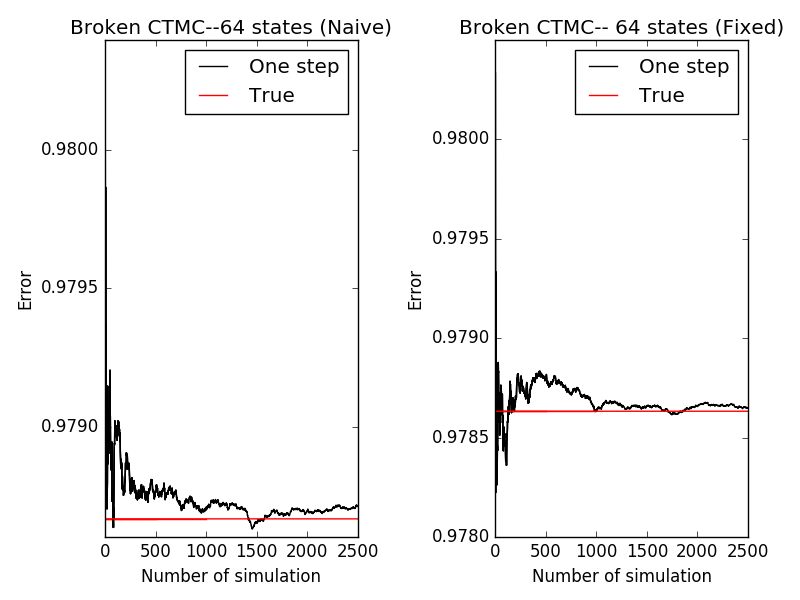 Broken CTMC--64 states (Naive)
One step
True
0.9800
0.9795
0.9790
Error
0 500 1000 1500 2000 2500
Number of simulation
Broken CTMC-- 64 states (Fixed)
One step
True
0.9800
0.9795
0.9790
0.9785
0.9780
Error
0 500 1000 1500 2000 2500
Number of simulation